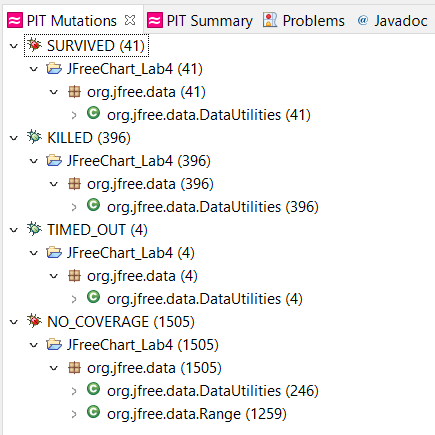 PIT Mutations PIT Summary Problems @ Javadoc
SURVIVED (41)
JFreeChart_Lab4 (41)
org.jfree.data (41)
org.jfree.data.DataUtilities (41)
KILLED (396)
JFreeChart_Lab4 (396)
org.jfree.data (396)
org.jfree.data.DataUtilities (396)
TIMED_OUT (4)
JFreeChart_Lab4 (4)
org.jfree.data (4)
org.jfree.data.DataUtilities (4)
NO_COVERAGE (1505)
JFreeChart_Lab4 (1505)
org.jfree.data (1505)
org.jfree.data.DataUtilities (246)
org.jfree.data.Range (1259)